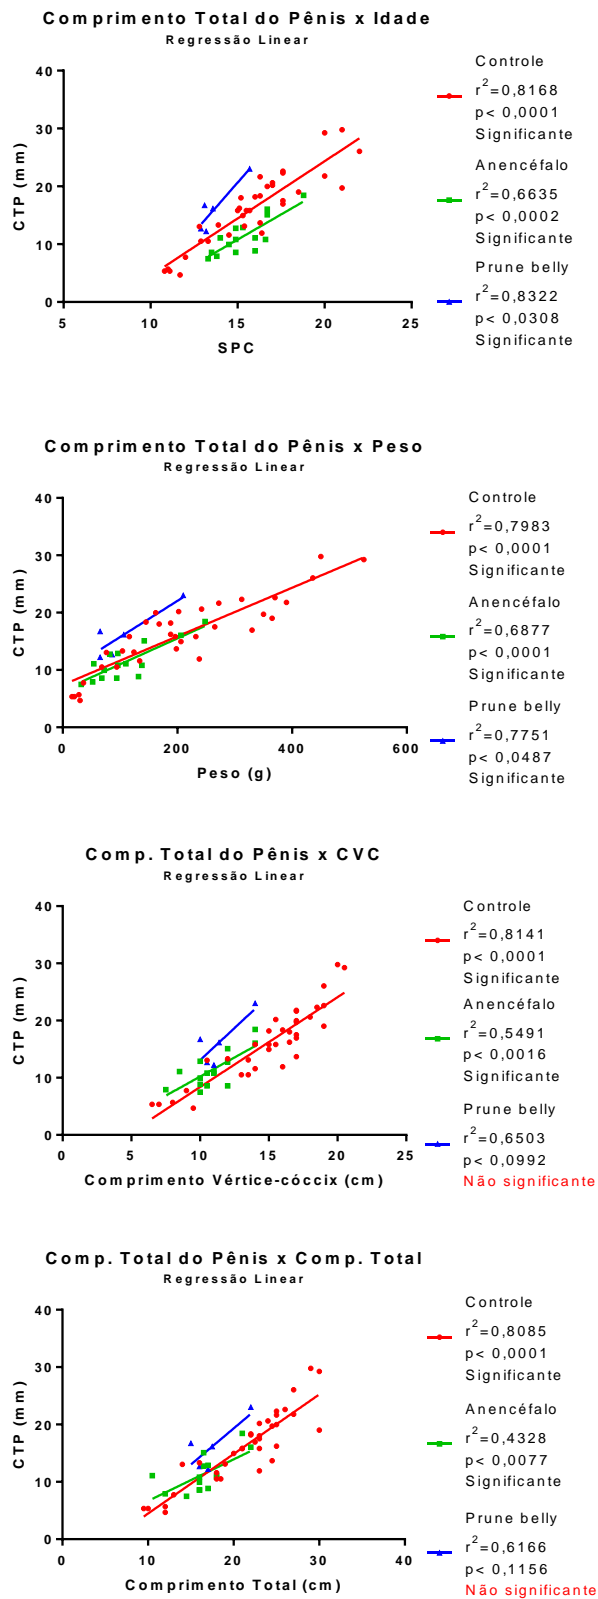 Comprimento Total do Pênis x Idade
Regressão Linear
CTP (mm)
40
30
20
10
0
5
10
15
20
25
SPC
Controle
r²=0,8168
p< 0,0001
Significante
Anencéfalo
r²=0,6635
p< 0,0002
Significante
Prune belly
r²=0,8322
p< 0,0308
Significante
Comprimento Total do Pênis x Peso
Regressão Linear
CTP (mm)
40
30
20
10
0
0
200
400
600
Peso (g)
Controle
r²=0,7983
p< 0,0001
Significante
Anencéfalo
r²=0,6877
p< 0,0001
Significante
Prune belly
r²=0,7751
p< 0,0487
Significante
Comp. Total do Pênis x CVC
Regressão Linear
CTP (mm)
40
30
20
10
0
0
5
10
15
20
25
Comprimento Vértice-cóccix (cm)
Controle
r²=0,8141
p< 0,0001
Significante
Anencéfalo
r²=0,5491
p< 0,0016
Significante
Prune belly
r²=0,6503
p< 0,0992
Não significante
Comp. Total do Pênis x Comp. Total
Regressão Linear
CTP (mm)
40
30
20
10
0
0
10
20
30
40
Comprimento Total (cm)
Controle
r²=0,8085
p< 0,0001
Significante
Anencéfalo
r²=0,4328
p< 0,0077
Significante
Prune belly
r²=0,6166
p< 0,1156
Não significante